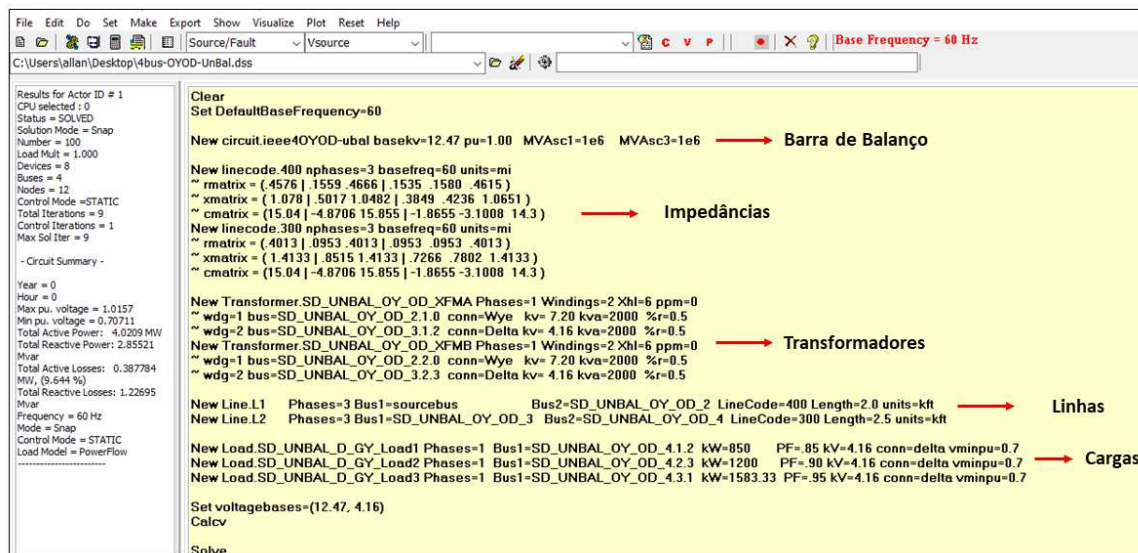 File Edit Do Set Make Export Show Visualize Plot Reset Help
Source/Fault Vsource C V P Base Frequency = 60 Hz
C:\Users\allan\Desktop\4bus-OYOD-UnBal.dss
Results for Actor ID # 1
CPU selected : 0
Status = SOLVED
Solution Mode = Snap
Number = 100
Load Mult = 1.000
Devices = 8
Buses = 4
Nodes = 12
Control Mode =STATIC
Total Iterations = 9
Control Iterations = 1
Max Sol Iter = 9
- Circuit Summary -
Year = 0
Hour = 0
Max pu. voltage = 1.0157
Min pu. voltage = 0.70711
Total Active Power: 4.0209 MW
Total Reactive Power: 2.85521
Mvar
Total Active Losses: 0.387784
MW, (9.644 %)
Total Reactive Losses: 1.22695
Mvar
Frequency = 60 Hz
Mode = Snap
Control Mode = STATIC
Load Model = PowerFlow
-------------------------
Clear
Set DefaultBaseFrequency=60
New circuit.ieee4OYOD-ubal basekv=12.47 pu=1.00 MVAsc1=1e6 MVAsc3=1e6
Barra de Balanço
New linecode.400 nphases=3 basefreq=60 units=mi
~ rmatrix = (.4576 | .1559 .4666 | .1535 .1580 .4615 )
~ xmatrix = ( 1.078 | .5017 1.0482 | .3849 .4236 1.0651 )
~ cmatrix = (15.04 | -4.8706 15.855 | -1.8655 -3.1008 14.3 )
Impedâncias
New linecode.300 nphases=3 basefreq=60 units=mi
~ rmatrix = (.4013 | .0953 .4013 | .0953 .0953 .4013 )
~ xmatrix = ( 1.4133 | .8515 1.4133 | .7266 .7802 1.4133 )
~ cmatrix = (15.04 | -4.8706 15.855 | -1.8655 -3.1008 14.3 )
New Transformer.SD_UNBAL_OY_OD_XFMA Phases=1 Windings=2 Xhl=6 ppm=0
~ wdg=1 bus=SD_UNBAL_OY_OD_2.1.0 conn=Wye kv= 7.20 kva=2000 %r=0.5
~ wdg=2 bus=SD_UNBAL_OY_OD_3.1.2 conn=Delta kv= 4.16 kva=2000 %r=0.5
New Transformer.SD_UNBAL_OY_OD_XFMB Phases=1 Windings=2 Xhl=6 ppm=0
Transformadores
~ wdg=1 bus=SD_UNBAL_OY_OD_2.2.0 conn=Wye kv= 7.20 kva=2000 %r=0.5
~ wdg=2 bus=SD_UNBAL_OY_OD_3.2.3 conn=Delta kv= 4.16 kva=2000 %r=0.5
New Line.L1 Phases=3 Bus1=sourcebus Bus2=SD_UNBAL_OY_OD_2 LineCode=400 Length=2.0 units=kft
Linhas
New Line.L2 Phases=3 Bus1=SD_UNBAL_OY_OD_3 Bus2=SD_UNBAL_OY_OD_4 LineCode=300 Length=2.5 units=kft
New Load.SD_UNBAL_D_GY_Load1 Phases=1 Bus1=SD_UNBAL_OY_OD_4.1.2 kW=850 PF=.85 kV=4.16 conn=delta vminpu=0.7
New Load.SD_UNBAL_D_GY_Load2 Phases=1 Bus1=SD_UNBAL_OY_OD_4.2.3 kW=1200 PF=.90 kV=4.16 conn=delta vminpu=0.7
Cargas
New Load.SD_UNBAL_D_GY_Load3 Phases=1 Bus1=SD_UNBAL_OY_OD_4.3.1 kW=1583.33 PF=.95 kV=4.16 conn=delta vminpu=0.7
Set voltagebases=(12.47, 4.16)
Calcv
Solve